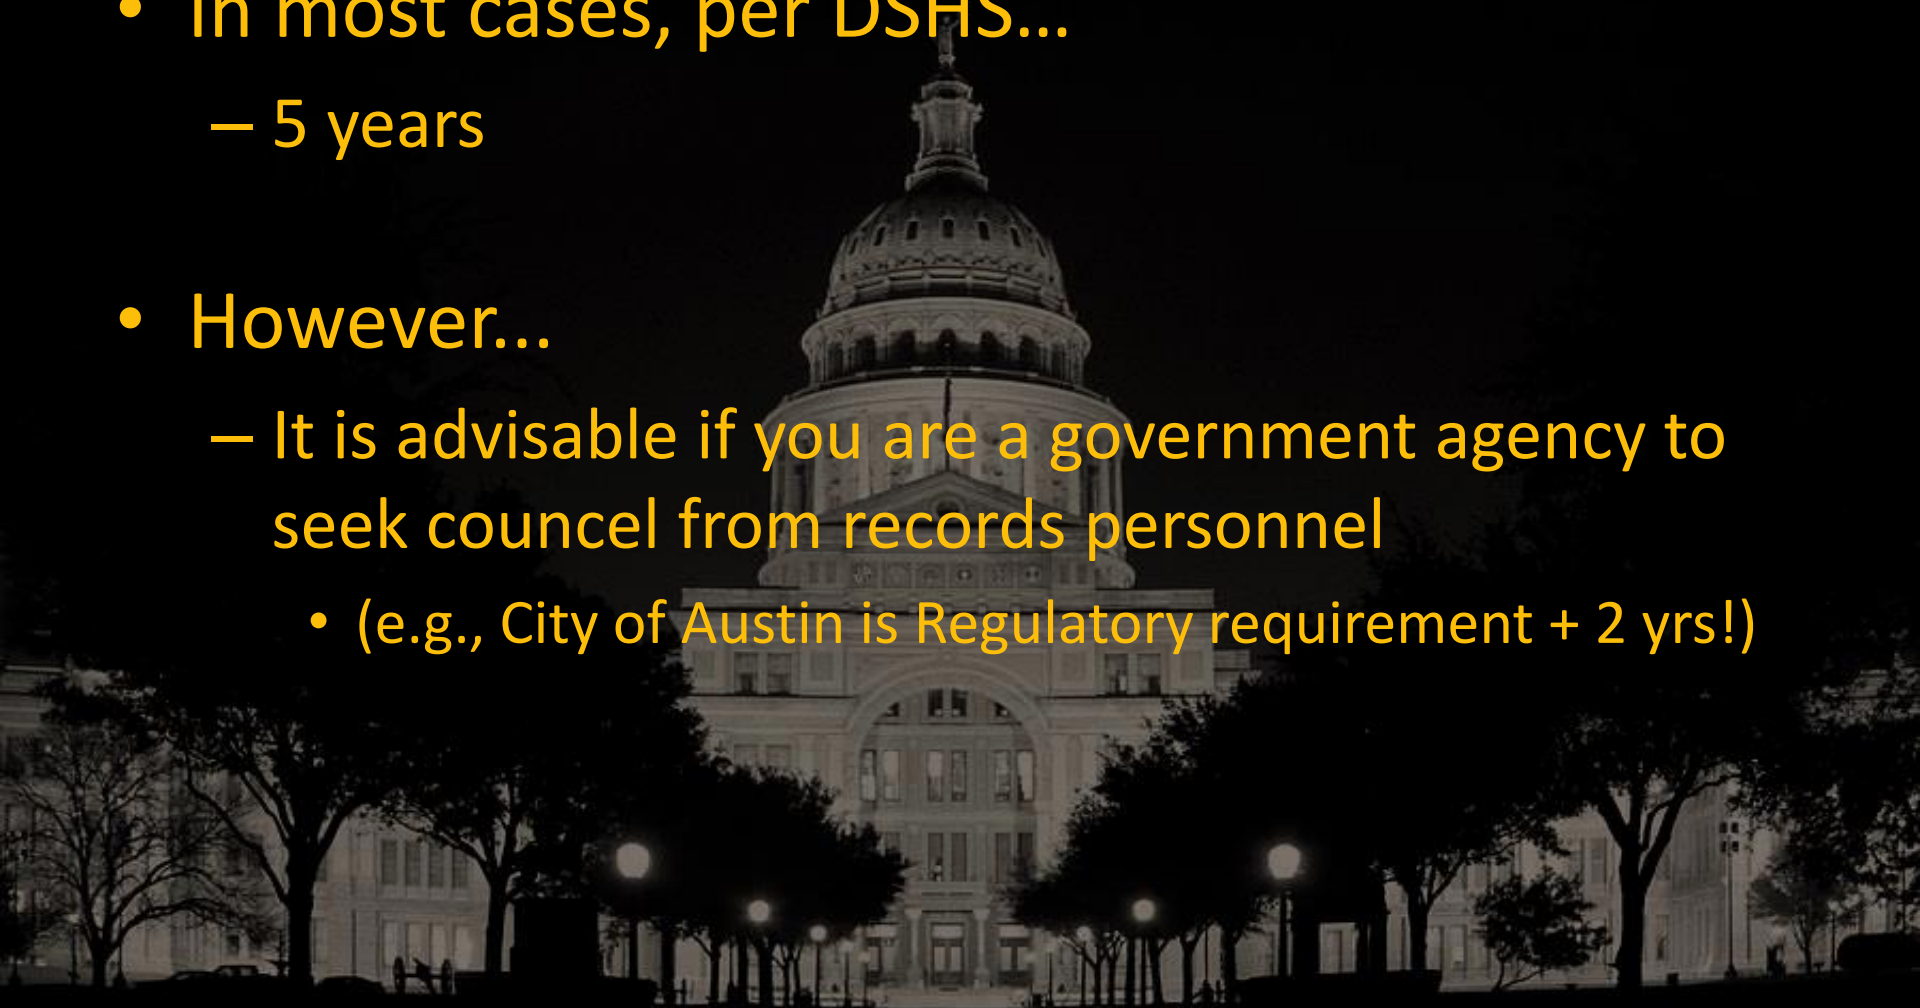 • In most cases, per DSHS…
– 5 years
• However...
– It is advisable if you are a government agency to
seek councel from records personnel
• (e.g., City of Austin is Regulatory requirement + 2 yrs!)